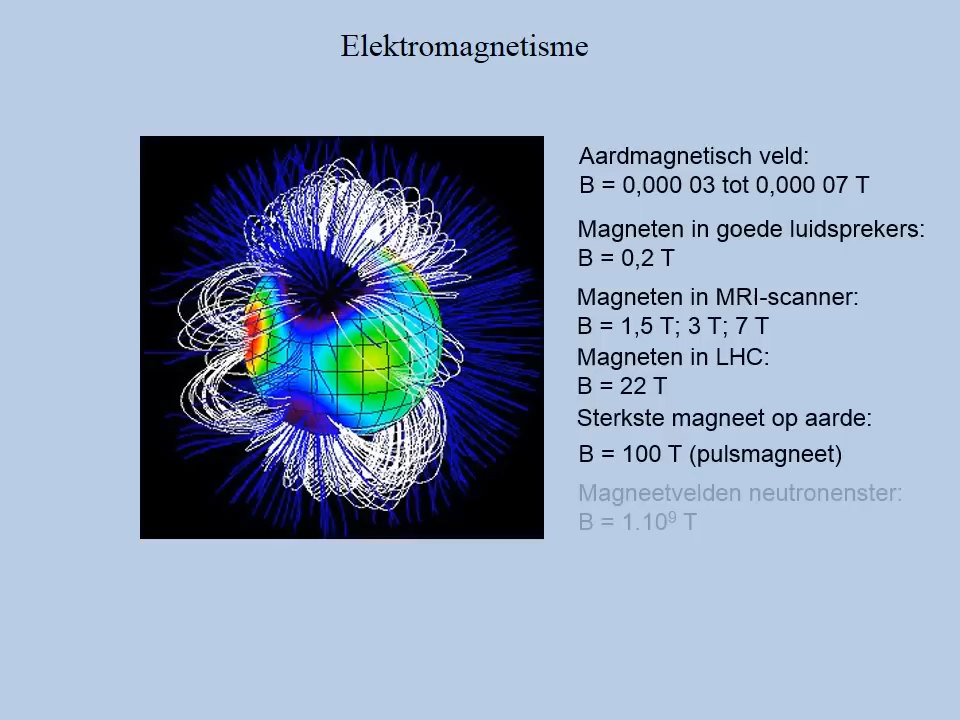 Elektromagnetisme
Aardmagnetisch veld:
B = 0,000 03 tot 0,000 07 T
Magneten in goede luidsprekers:
B = 0,2 T
Magneten in MRI-scanner:
B = 1,5 T; 3 T; 7 T
Magneten in LHC:
B = 22 T
Sterkste magneet op aarde:
B = 100 T (pulsmagneet)
Magneetvelden neutronenster:
B = 1.10⁹ T